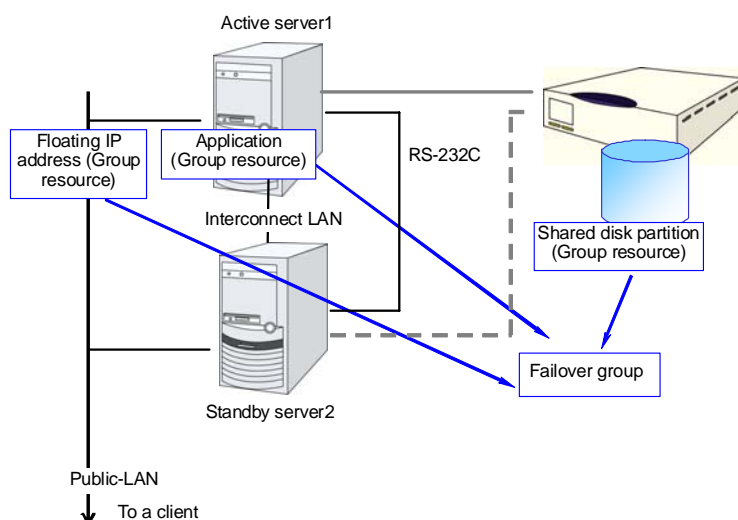 Active server1
Floating IP
address (Group
resource)
Application
(Group resource)
RS-232C
Interconnect LAN
Shared disk partition
(Group resource)
Failover group
Standby server2
Public-LAN
To a client